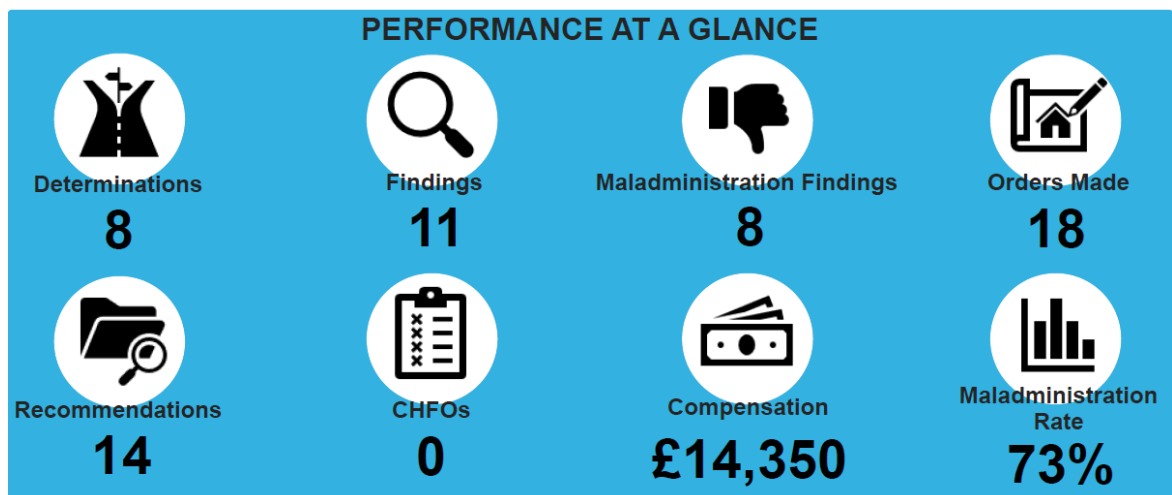 PERFORMANCE AT A GLANCE
Determinations
8
Findings
11
Maladministration Findings
8
Orders Made
18
Recommendations
14
CHFOs
0
Compensation
£14,350
Maladministration
Rate
73%